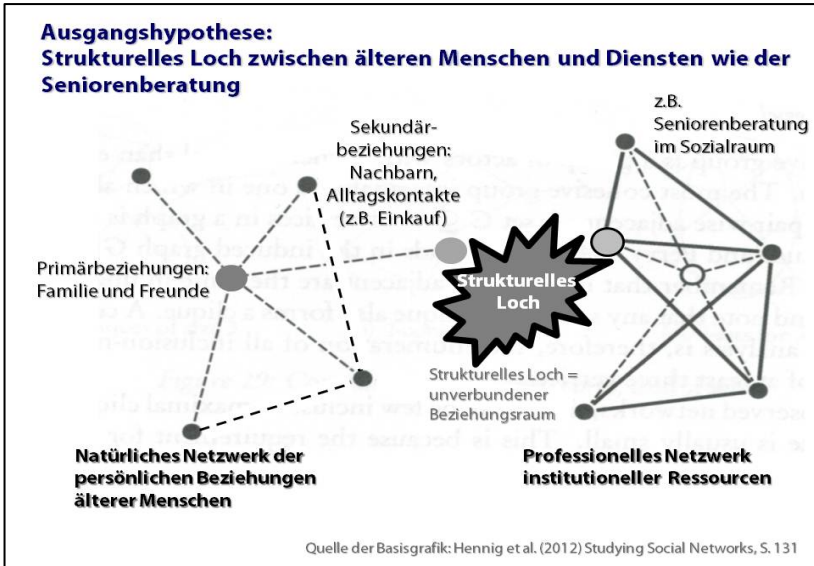 Ausgangshypothese:
Strukturelles Loch zwischen älteren Menschen und Diensten wie der
Seniorenberatung
Sekundär-
beziehungen:
Nachbarn,
Alltagskontakte
(z.B. Einkauf)
z.B.
Seniorenberatung
im Sozialraum
Primärbeziehungen:
Familie und Freunde
Strukturelles
Loch
Strukturelles Loch =
unverbundener
Beziehungsraum
Natürliches Netzwerk der
persönlichen Beziehungen
älterer Menschen
Professionelles Netzwerk
institutioneller Ressourcen
Quelle der Basisgrafik: Hennig et al. (2012) Studying Social Networks, S. 131